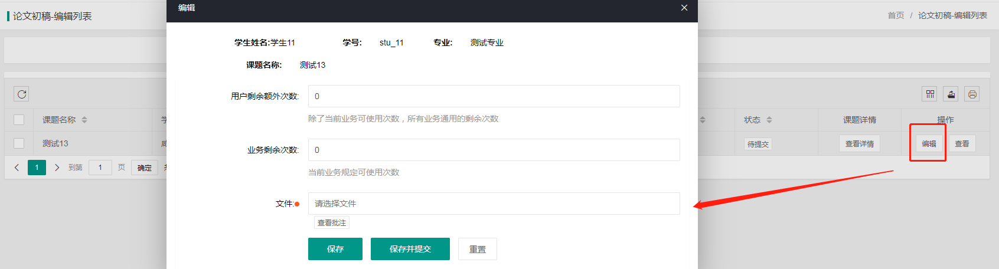 编辑
论文初稿-编辑列表
首页 / 论文初稿-编辑列表
学生姓名:学生11 学号: stu_11 专业: 测试专业
课题名称: 测试13
用户剩余额外次数: 0
除了当前业务可使用次数，所有业务通用的剩余次数
课题名称
状态 课题详情 操作
测试13
待提交 查看详情 编辑 查看
业务剩余次数: 0
当前业务规定可使用次数
1 到第 1 页 确定
文件: 请选择文件
查看批注
保存 保存并提交 重置